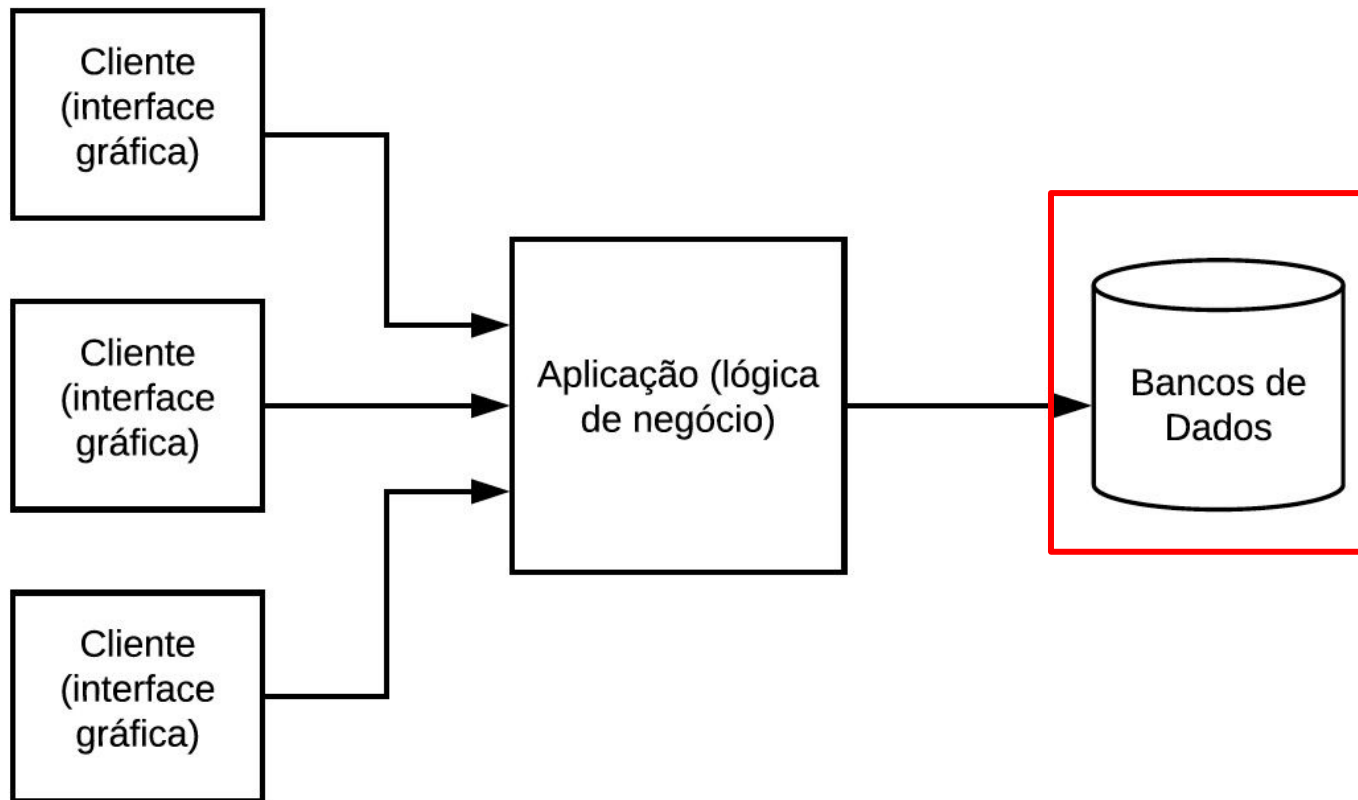 Cliente
(interface
gráfica)
Cliente
(interface
gráfica)
Cliente
(interface
gráfica)
Aplicação (lógica
de negócio)
Bancos de
Dados